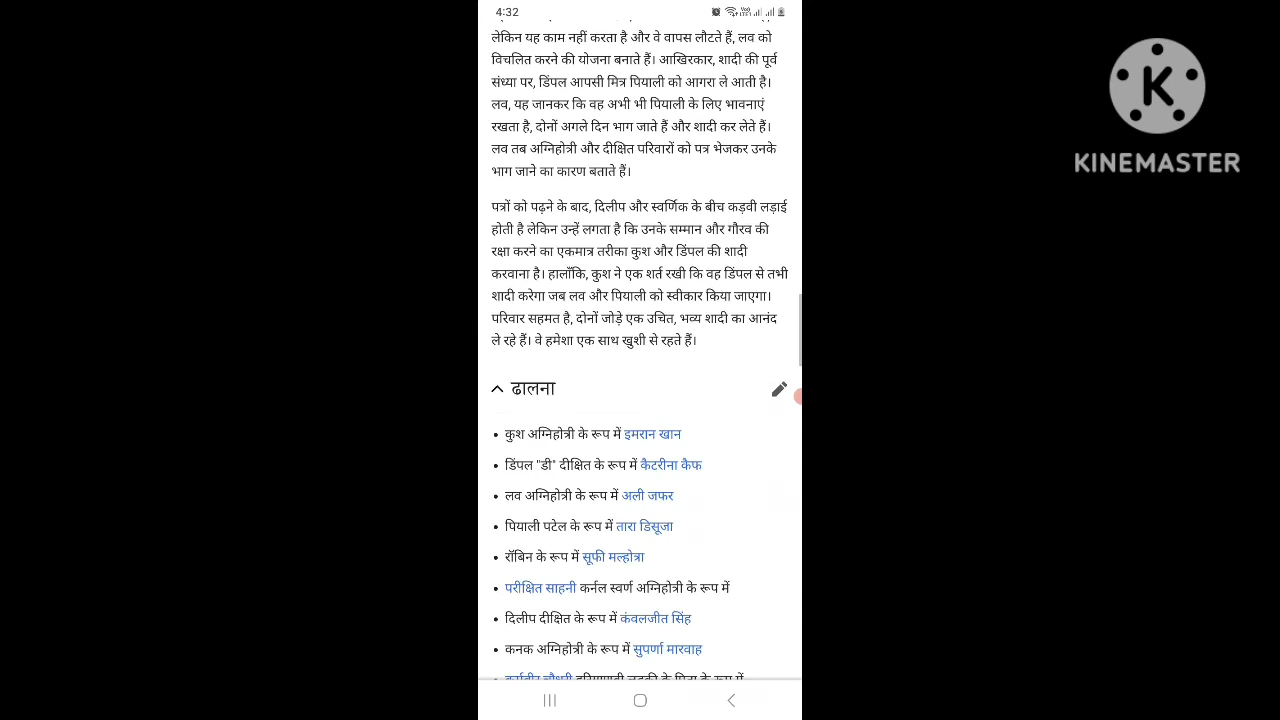 4:32
लेकिन यह काम नहीं करता है और वे वापस लौटते हैं, लव को
विचलित करने की योजना बनाते हैं। आखिरकार, शादी की पूर्व
संध्या पर, डिंपल आपसी मित्र पियाली को आगरा ले आती है।
लव, यह जानकर कि वह अभी भी पियाली के लिए भावनाएं
रखता है, दोनों अगले दिन भाग जाते हैं और शादी कर लेते हैं।
लव तब अग्निहोत्री और दीक्षित परिवारों को पत्र भेजकर उनके
भाग जाने का कारण बताते हैं।
पत्रों को पढ़ने के बाद, दिलीप और स्वर्णिक के बीच कड़वी लड़ाई
होती है लेकिन उन्हें लगता है कि उनके सम्मान और गौरव की
रक्षा करने का एकमात्र तरीका कुश और डिंपल की शादी
करवाना है। हालाँकि, कुश ने एक शर्त रखी कि वह डिंपल से तभी
शादी करेगा जब लव और पियाली को स्वीकार किया जाएगा।
परिवार सहमत है, दोनों जोड़े एक उचित, भव्य शादी का आनंद
ले रहे हैं। वे हमेशा एक साथ खुशी से रहते हैं।
ढालना
• कुश अग्निहोत्री के रूप में इमरान खान
• डिंपल "डी" दीक्षित के रूप में कैटरीना कैफ
• लव अग्निहोत्री के रूप में अली जफर
• पियाली पटेल के रूप में तारा डिसूजा
• रॉबिन के रूप में सूफी मल्होत्रा
• परीक्षित साहनी कर्नल स्वर्ण अग्निहोत्री के रूप में
• दिलीप दीक्षित के रूप में कंवलजीत सिंह
• कनक अग्निहोत्री के रूप में सुपर्णा मारवाह
K
KINEMASTER